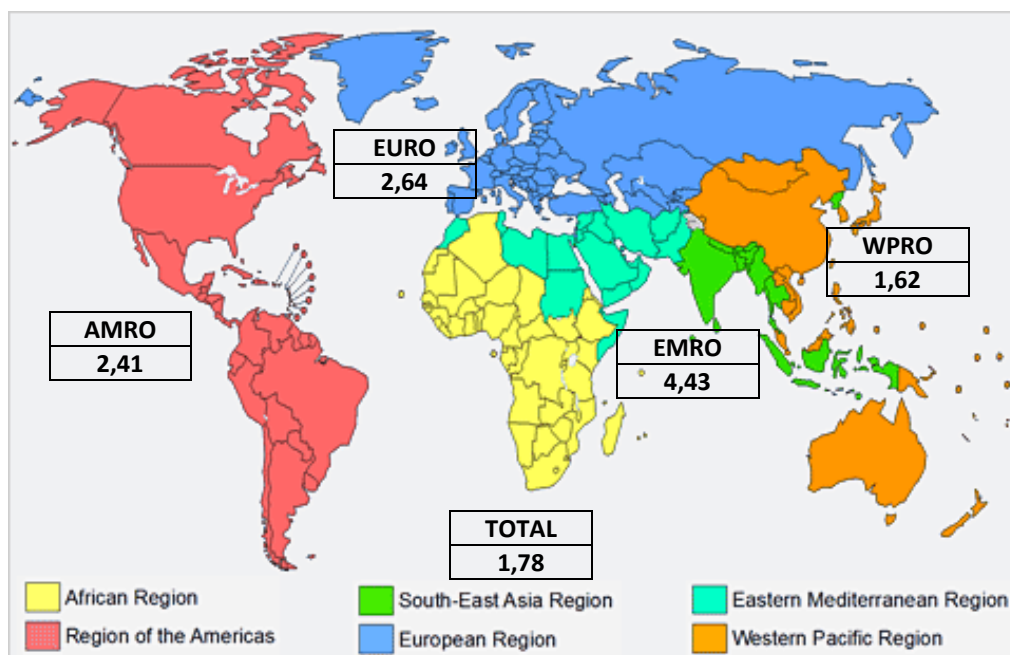 EURO
2,64
WPRO
1,62
AMRO
2,41
EMRO
4,43
TOTAL
1,78
African Region
South-East Asia Region
Eastern Mediterranean Region
Region of the Americas
European Region
Western Pacific Region